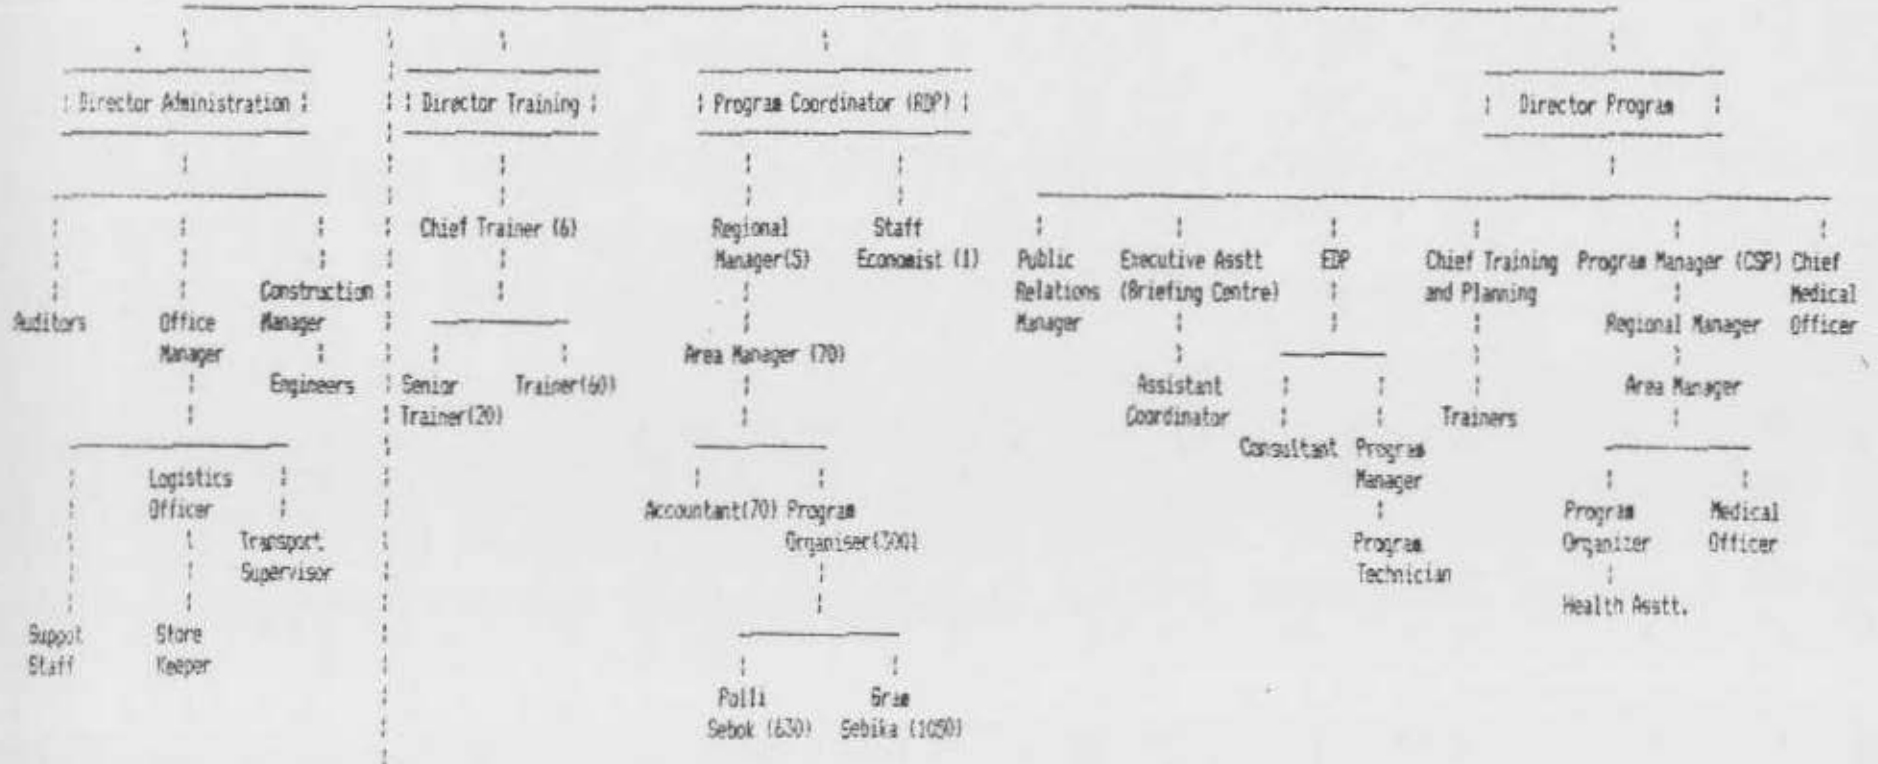 Director Administration
Director Training
Program Coordinator (RDP)
Director Program
Chief Trainer (6)
Regional
Manager(5)
Staff
Economist (1)
Public
Relations
Manager
Executive Asstt
(Briefing Centre)
EDP
Chief Training
and Planning
Program Manager (CSP)
Chief
Medical
Officer
Auditors
Office
Manager
Construction
Manager
Engineers
Senior
Trainer(20)
Trainer(60)
Area Manager (70)
Assistant
Coordinator
Consultant
Program
Manager
Trainers
Regional Manager
Area Manager
Logistics
Officer
Transport.
Supervisor
Accountant(70)
Program
Organiser(300)
Program
Technician
Program
Organizer
Medical
Officer
Health Asstt.
Suppot
Staff
Store
Keeper
Palli
Sebok (630)
Gram
Sebika (1050)